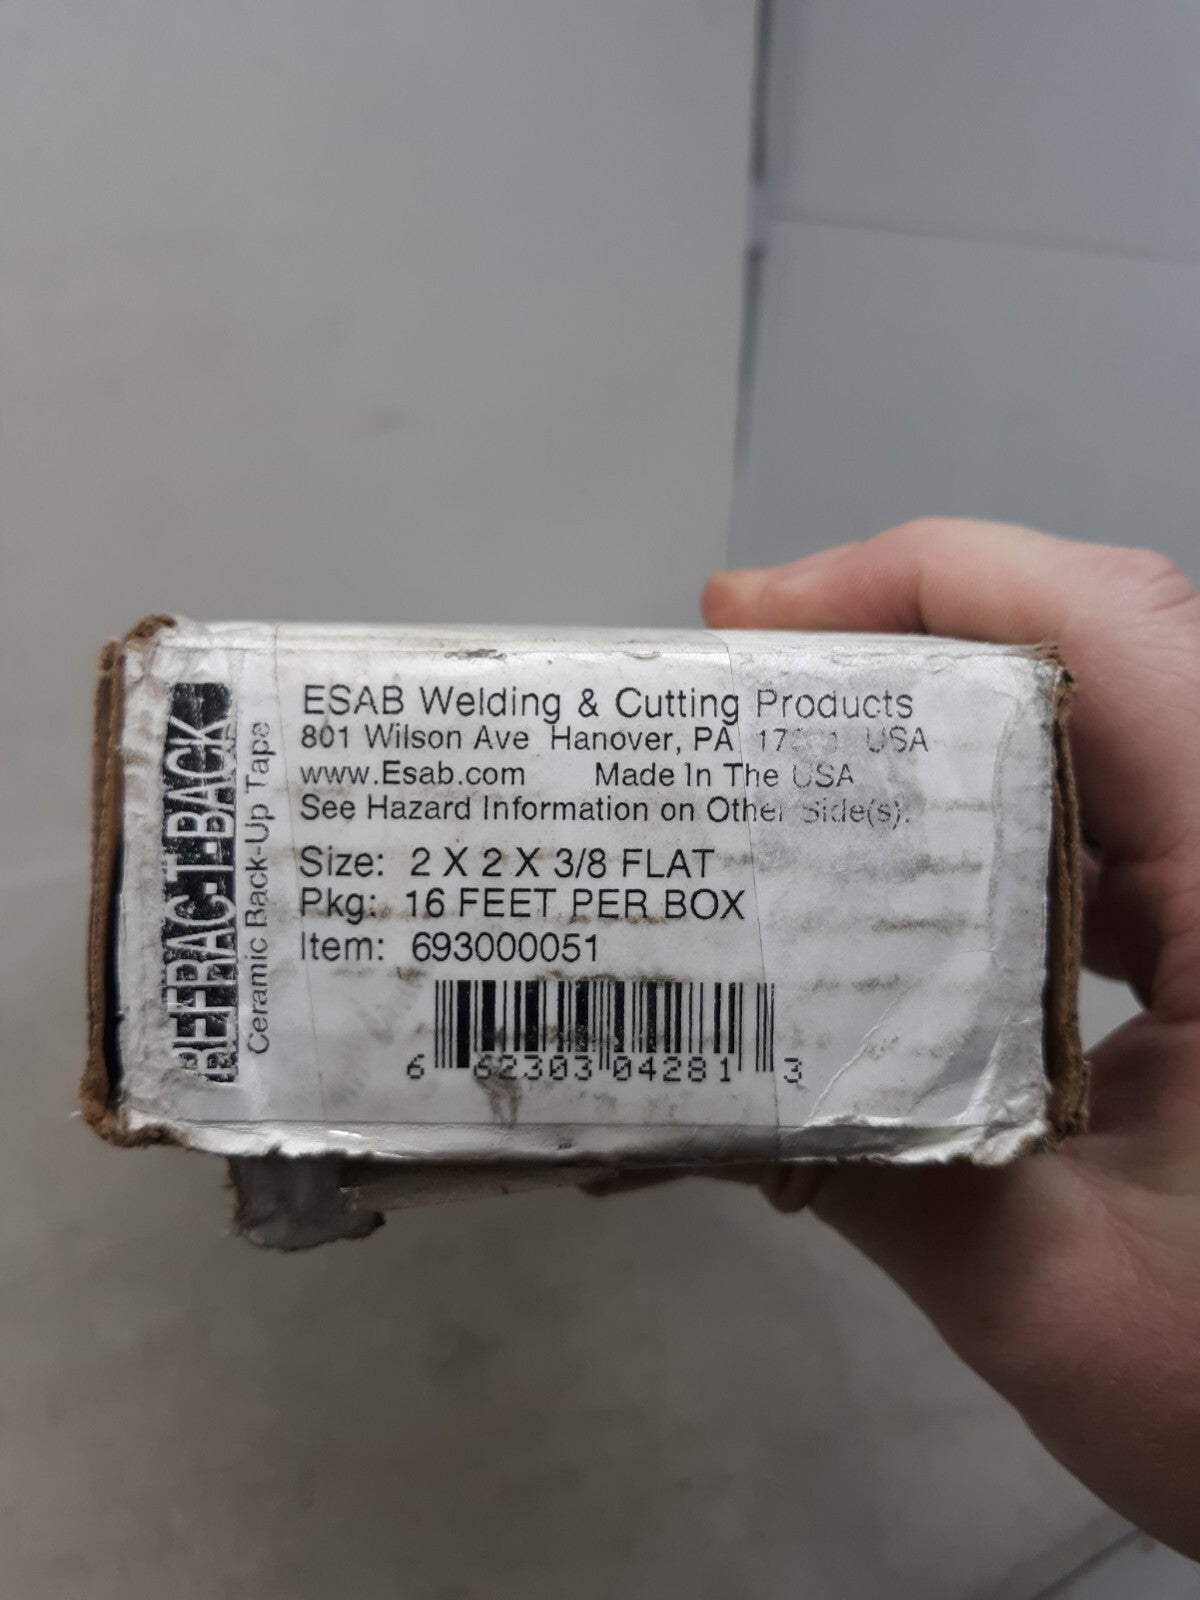 REFRAC-T-BACK
Ceramic Back-Up Tape
ESAB Welding & Cutting Products
801 Wilson Ave Hanover, PA USA
www.Esab.com Made In The USA
See Hazard Information on Other Side(s).
Size: 2 X 2 X 3/8 FLAT
Pkg: 16 FEET PER BOX
Item: 693000051
6 62303 04281 3